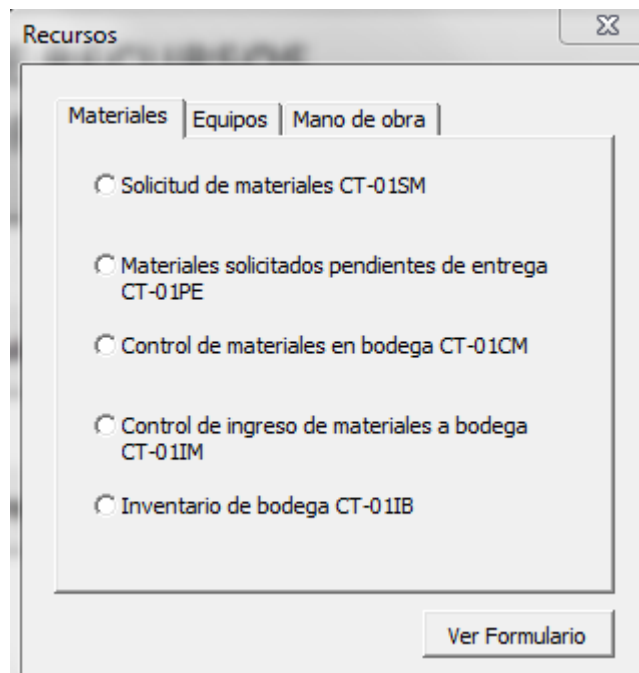 Recursos
Materiales
Equipos
Mano de obra
Solicitud de materiales CT-01SM
Materiales solicitados pendientes de entrega
CT-01PE
Control de materiales en bodega CT-01CM
Control de ingreso de materiales a bodega
CT-01IM
Inventario de bodega CT-01IB
Ver Formulario